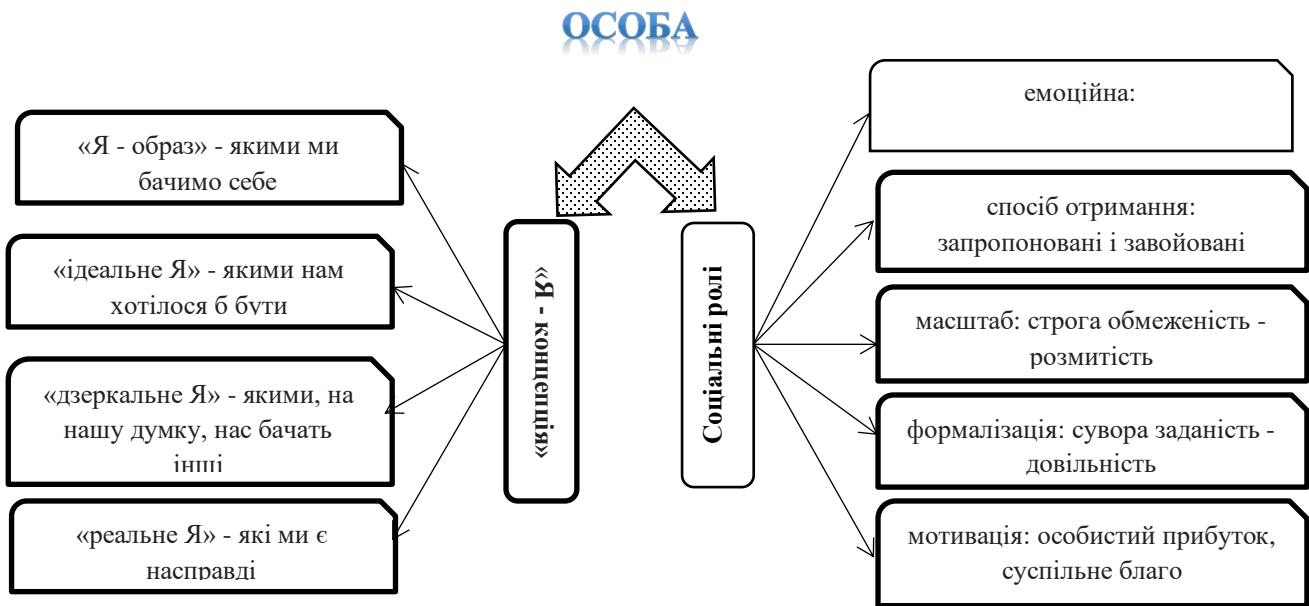 ОСОБА
«Я - образ» - якими ми
бачимо себе
«ідеальне Я» - якими нам
хотілося б бути
«дзеркальне Я» - якими, на
нашу думку, нас бачать
інші
«реальне Я» - які ми є
насправді
«Я - концепція»
Соціальні ролі
емоційна:
спосіб отримання:
запропоновані і завойовані
масштаб: строга обмеженість -
розмитість
формалізація: сувора заданість -
довільність
мотивація: особистий прибуток,
суспільне благо